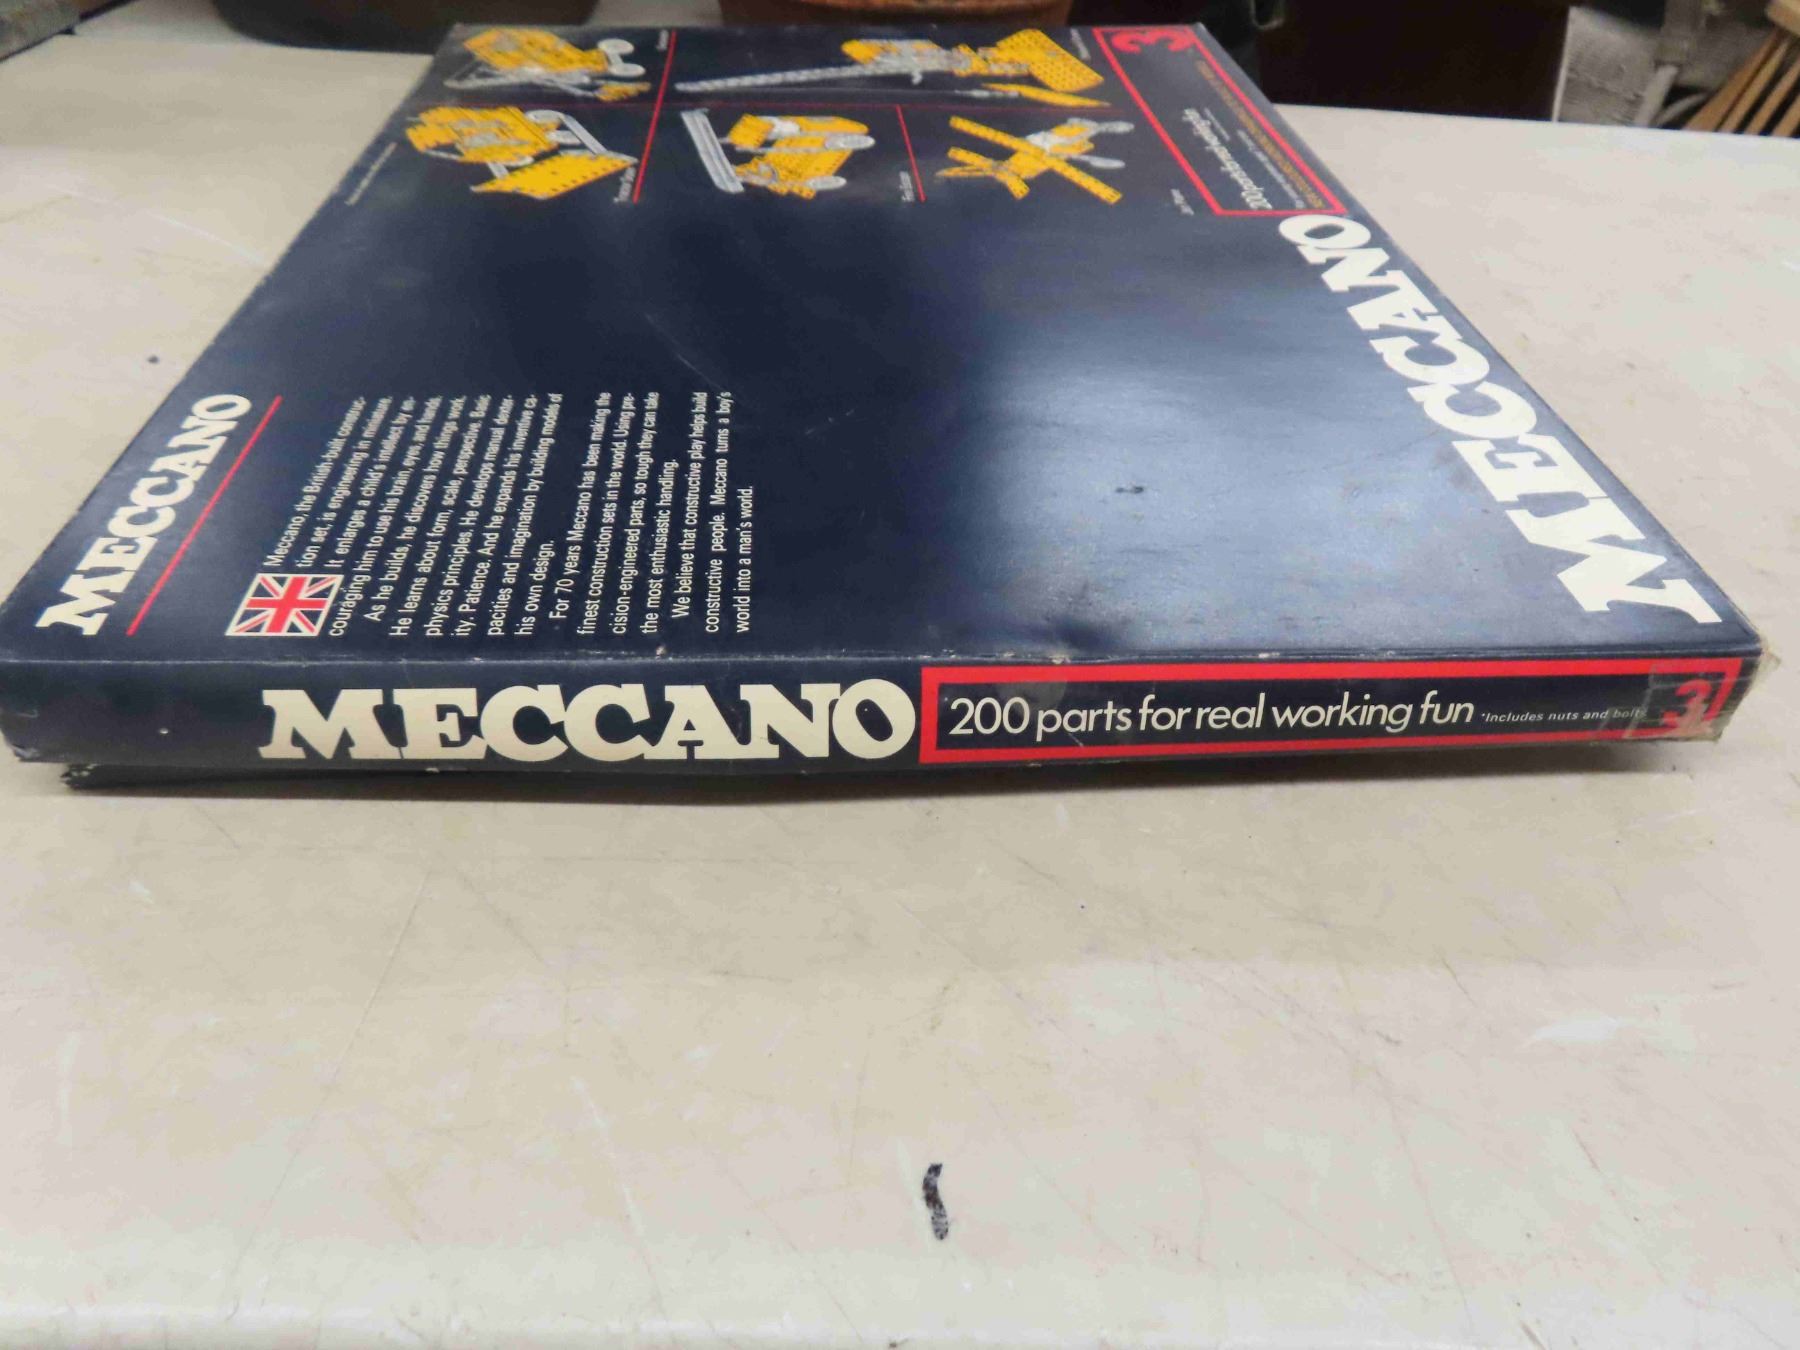 MECCANO
Meccano, the British-built construc-
tion set, is engineering in miniature.
It enlarges a child's intellect by en-
couraging him to use his brain, eyes, and hands.
As he builds, he discovers how things work.
He learns about form, scale, perspective. Basic
physics principles. He develops manual dexter-
ity. Patience. And he expands his inventive ca-
pacities and imagination by building models of
his own design.
For 70 years Meccano has been making the
finest construction sets in the world. Using pre-
cision-engineered parts, so tough they can take
the most enthusiastic handling.
We believe that constructive play helps build
constructive people. Meccano turns a boy's
world into a man's world.
3
200 parts
MECCANO
MECCANO
200 parts for real working fun
*Includes nuts and bolts
3